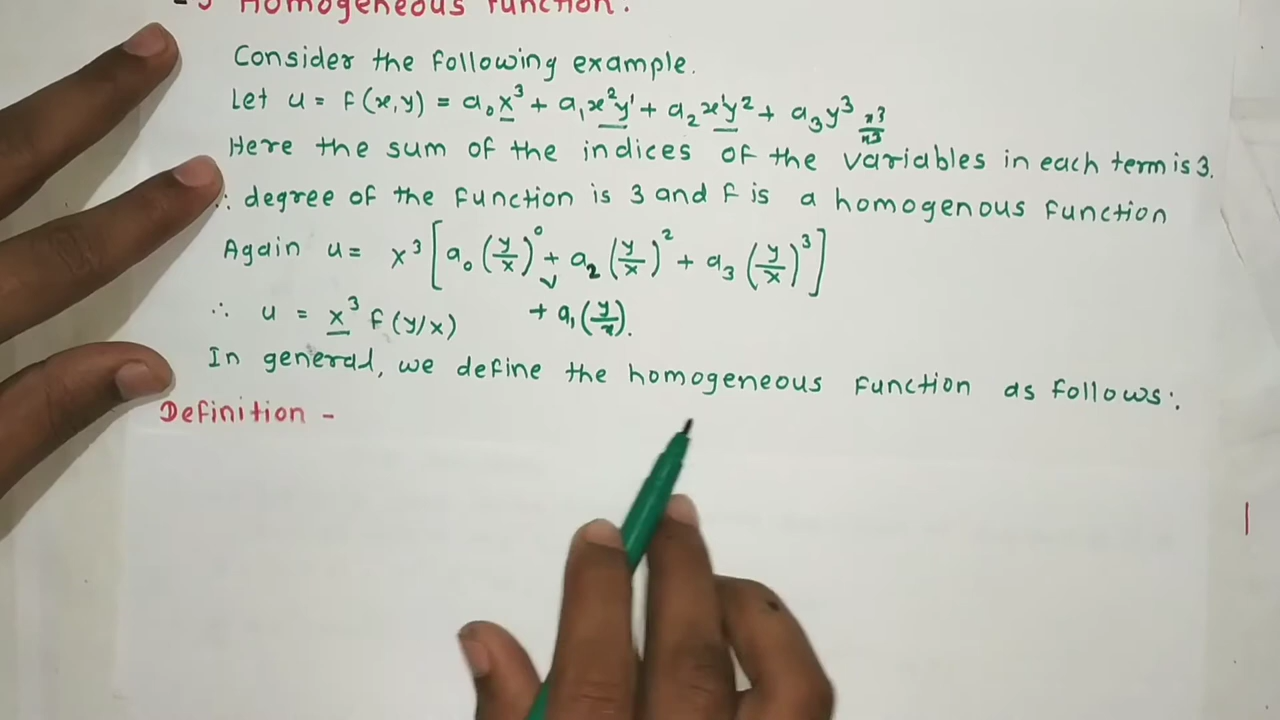 Homogeneous Function.
Consider the following example.
Let u = f(x,y) = a₀x³ + a₁x²y¹ + a₂x¹y² + a₃y³ x³/x³
Here the sum of the indices of the variables in each term is 3.
∴ degree of the function is 3 and f is a homogenous function
Again u = x³ [a₀ (y/x)⁰ + a₂ (y/x)² + a₃ (y/x)³]
∴ u = x³ f(y/x) + a₁ (y/x).
In general, we define the homogeneous function as follows:
Definition -